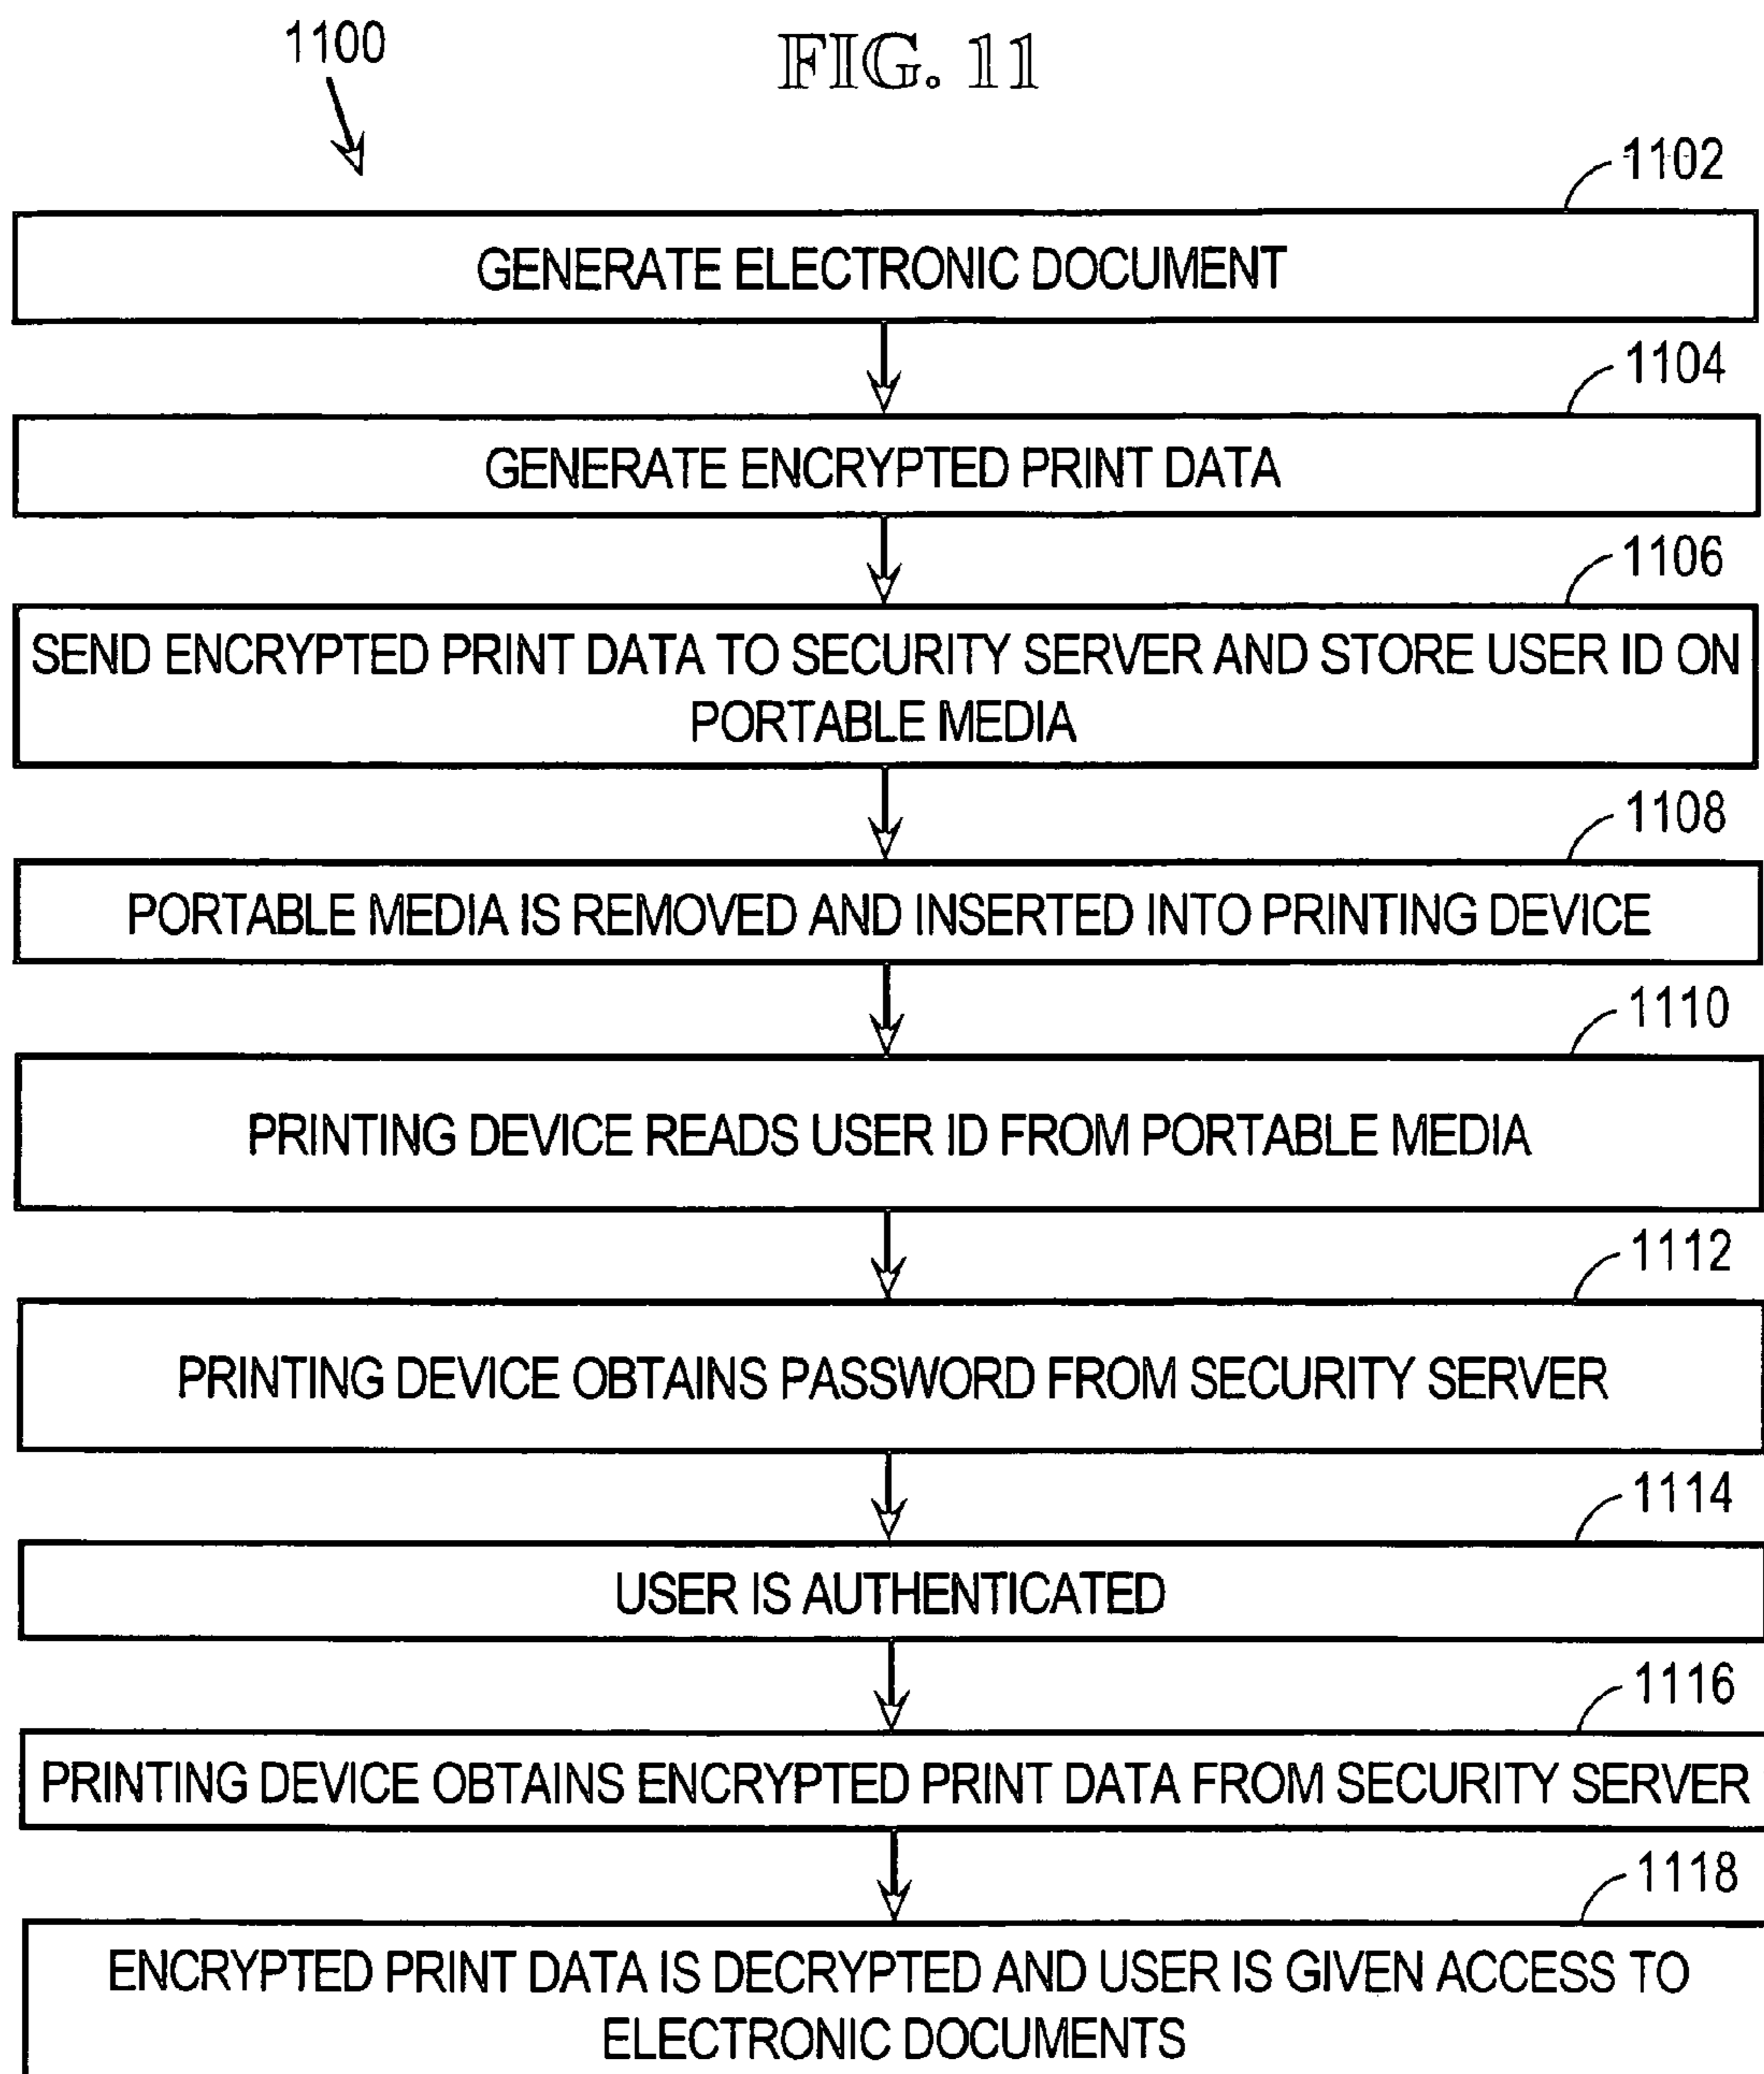 1100
FIG. 11
1102
GENERATE ELECTRONIC DOCUMENT
1104
GENERATE ENCRYPTED PRINT DATA
1106
SEND ENCRYPTED PRINT DATA TO SECURITY SERVER AND STORE USER ID ON
PORTABLE MEDIA
1108
PORTABLE MEDIA IS REMOVED AND INSERTED INTO PRINTING DEVICE
1110
PRINTING DEVICE READS USER ID FROM PORTABLE MEDIA
1112
PRINTING DEVICE OBTAINS PASSWORD FROM SECURITY SERVER
1114
USER IS AUTHENTICATED
1116
PRINTING DEVICE OBTAINS ENCRYPTED PRINT DATA FROM SECURITY SERVER
1118
ENCRYPTED PRINT DATA IS DECRYPTED AND USER IS GIVEN ACCESS TO
ELECTRONIC DOCUMENTS